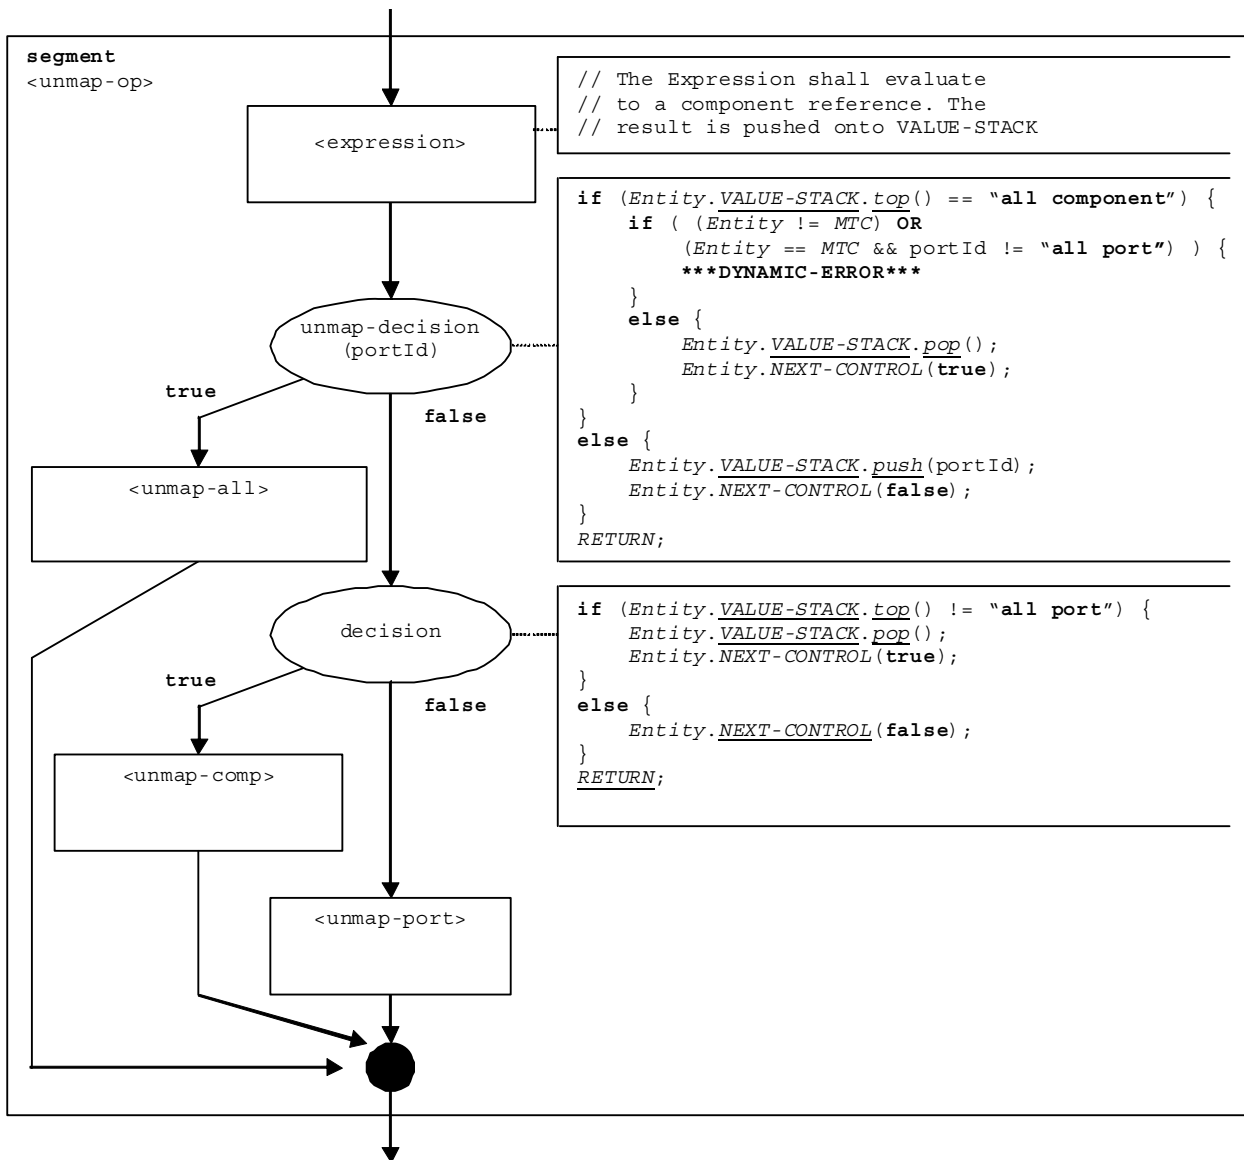 segment
<unmap-op>
// The Expression shall evaluate
// to a component reference. The
// result is pushed onto VALUE-STACK
<expression>
if (Entity.VALUE-STACK.top() == “all component”) {
if ( (Entity != MTC) OR
(Entity == MTC && portId != “all port”) ) {
***DYNAMIC-ERROR***
}
else {
Entity.VALUE-STACK.pop();
Entity.NEXT-CONTROL(true);
}
}
else {
Entity.VALUE-STACK.push(portId);
Entity.NEXT-CONTROL(false);
}
RETURN;
unmap-decision
(portId)
true
false
<unmap-all>
decision
if (Entity.VALUE-STACK.top() != “all port”) {
Entity.VALUE-STACK.pop();
Entity.NEXT-CONTROL(true);
}
else {
Entity.NEXT-CONTROL(false);
}
RETURN;
true
false
<unmap-comp>
<unmap-port>